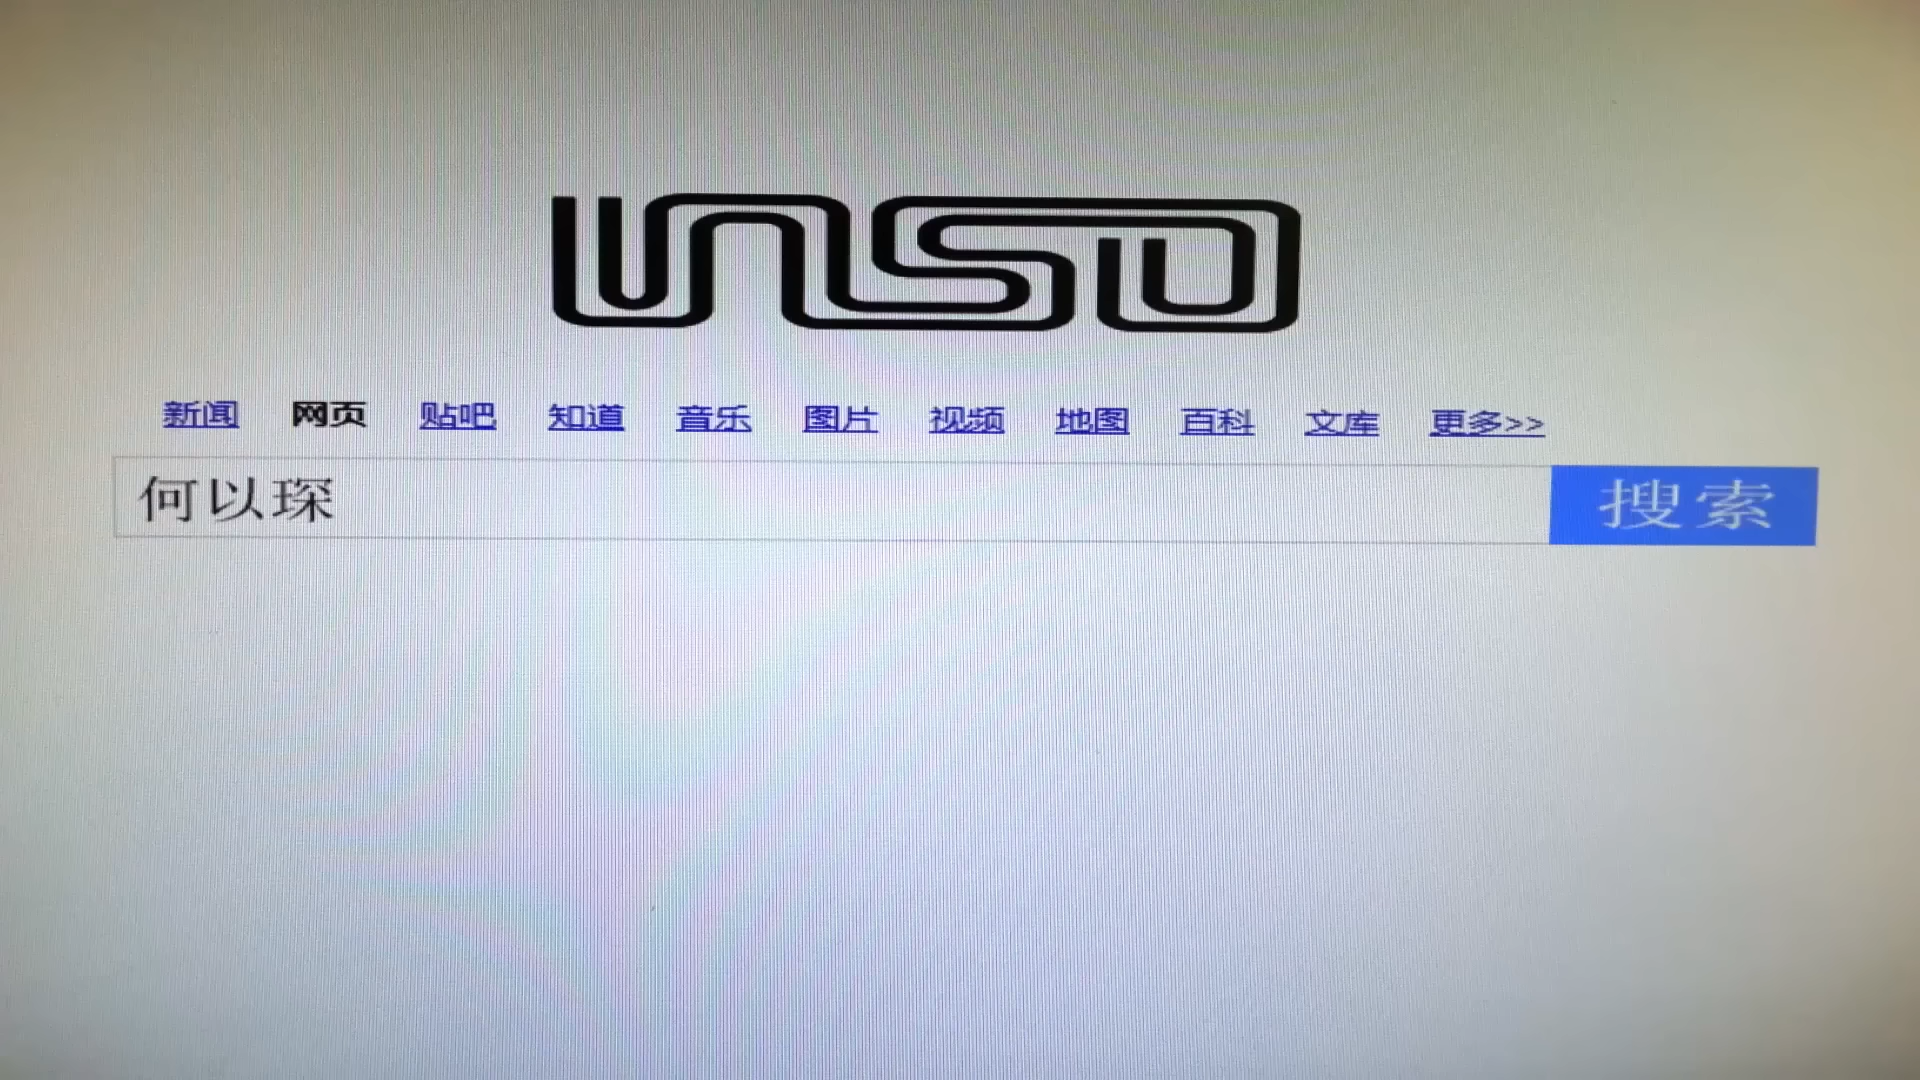 新闻 网页 贴吧 知道 音乐 图片 视频 地图 百科 文库 更多>>
何以琛 搜索